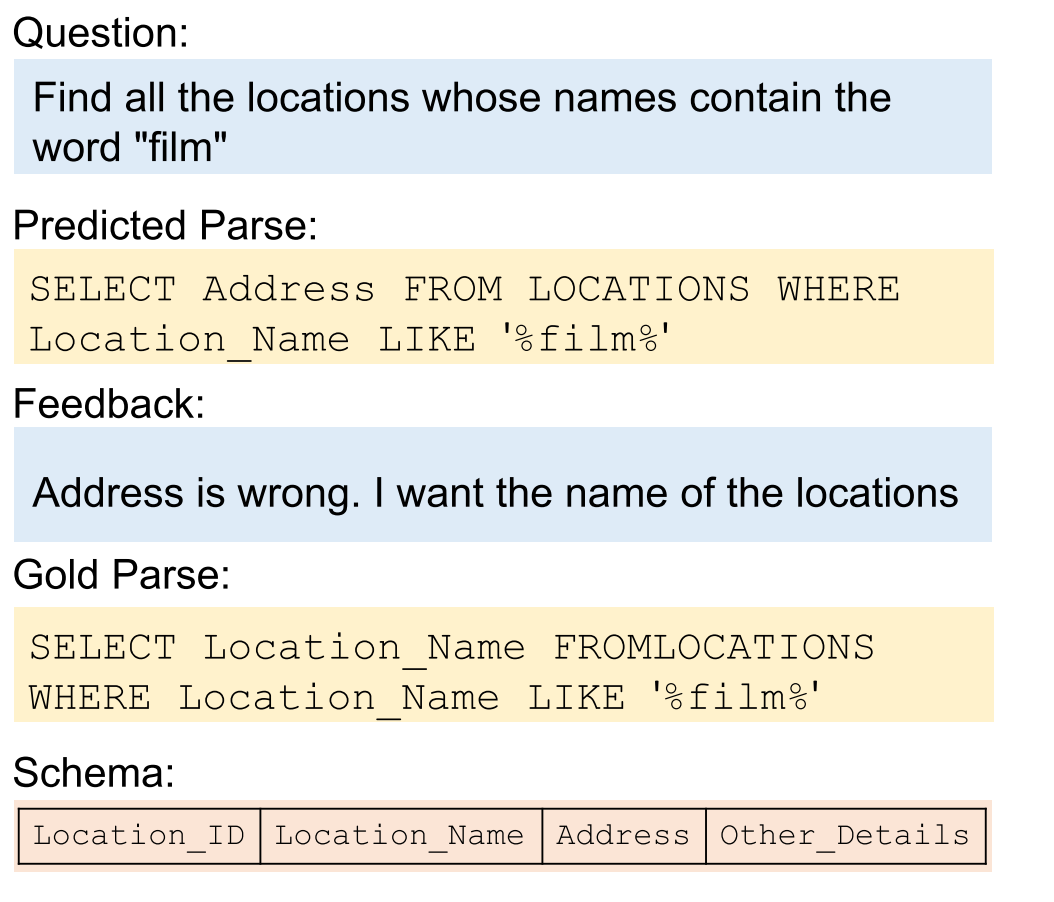 Question:
Find all the locations whose names contain the
word "film"
Predicted Parse:
SELECT Address FROM LOCATIONS WHERE
Location_Name LIKE '%film%'
Feedback:
Address is wrong. I want the name of the locations
Gold Parse:
SELECT Location_Name FROMLOCATIONS
WHERE Location_Name LIKE '%film%'
Schema:
Location_ID Location_Name Address Other_Details